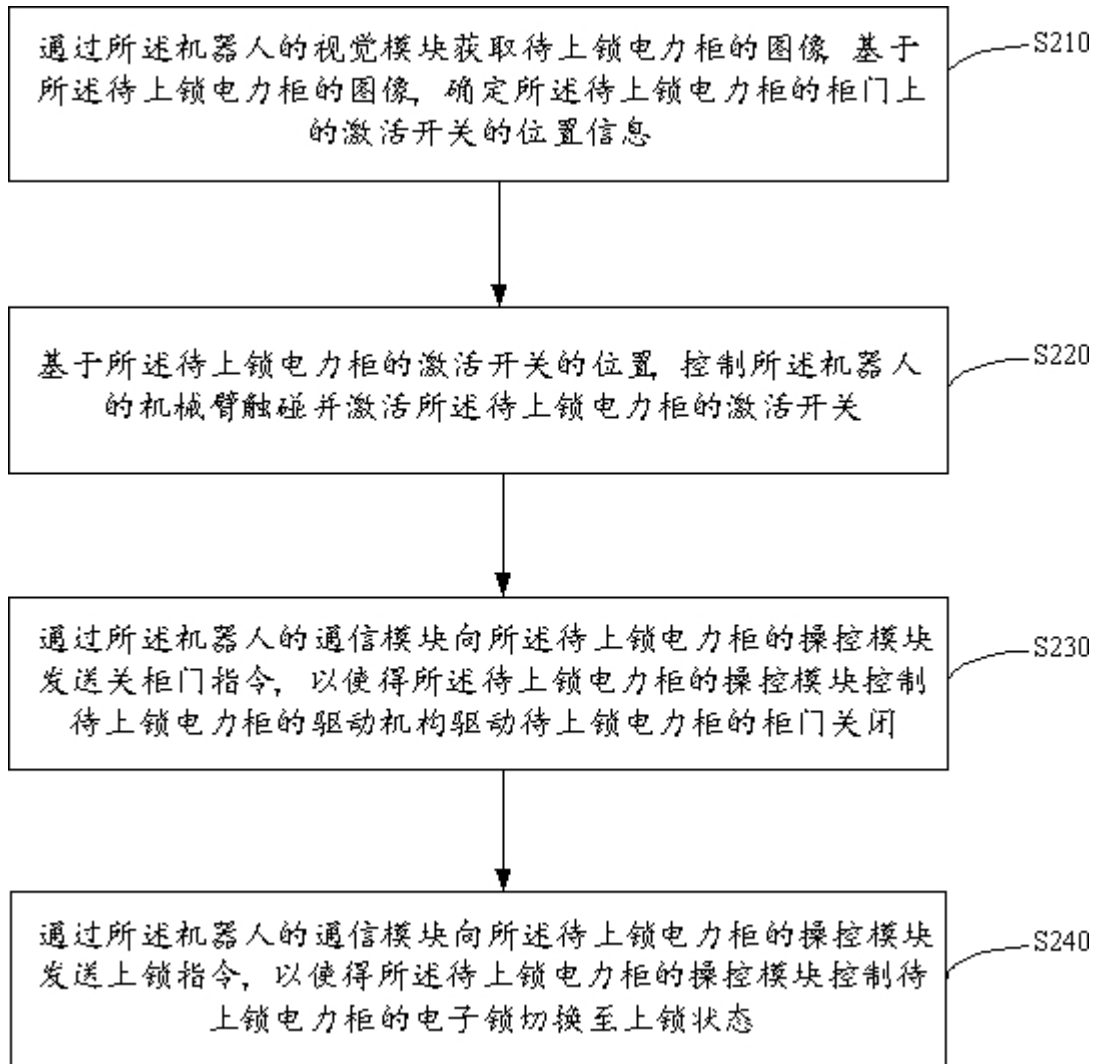 通过所述机器人的视觉模块获取待上锁电力柜的图像, 基于
所述待上锁电力柜的图像, 确定所述待上锁电力柜的柜门上
的激活开关的位置信息
S210
基于所述待上锁电力柜的激活开关的位置, 控制所述机器人
的机械臂触碰并激活所述待上锁电力柜的激活开关
S220
通过所述机器人的通信模块向所述待上锁电力柜的操控模块
发送关柜门指令, 以使得所述待上锁电力柜的操控模块控制
待上锁电力柜的驱动机构驱动待上锁电力柜的柜门关闭
S230
通过所述机器人的通信模块向所述待上锁电力柜的操控模块
发送上锁指令, 以使得所述待上锁电力柜的操控模块控制待
上锁电力柜的电子锁切换至上锁状态
S240